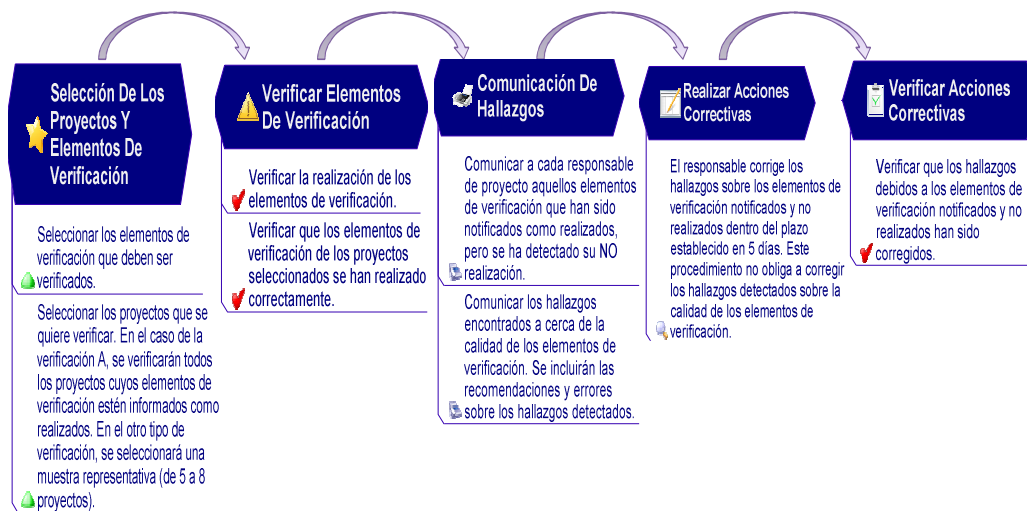 Selección De Los
Proyectos Y
Elementos De
Verificación
Seleccionar los elementos de
verificación que deben ser
verificados.
Seleccionar los proyectos que se
quiere verificar. En el caso de la
verificación A, se verificarán todos
los proyectos cuyos elementos de
verificación estén informados como
realizados. En el otro tipo de
verificación, se seleccionará una
muestra representativa (de 5 a 8
proyectos).
Verificar Elementos
De Verificación
Verificar la realización de los
elementos de verificación.
Verificar que los elementos de
verificación de los proyectos
seleccionados se han realizado
correctamente.
Comunicación De
Hallazgos
Comunicar a cada responsable
de proyecto aquellos elementos
de verificación que han sido
notificados como realizados,
pero se ha detectado su NO
realización.
Comunicar los hallazgos
encontrados a cerca de la
calidad de los elementos de
verificación. Se incluirán las
recomendaciones y errores
sobre los hallazgos detectados.
Realizar Acciones
Correctivas
El responsable corrige los
hallazgos sobre los elementos de
verificación notificados y no
realizados dentro del plazo
establecido en 5 días. Este
procedimiento no obliga a corregir
los hallazgos detectados sobre la
calidad de los elementos de
verificación.
Verificar Acciones
Correctivas
Verificar que los hallazgos
debidos a los elementos de
verificación notificados y no
realizados han sido
corregidos.